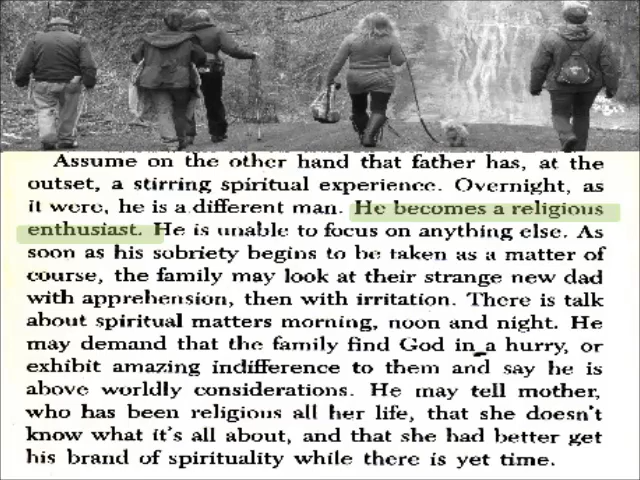 Assume on the other hand that father has, at the
outset, a stirring spiritual experience. Overnight, as
it were, he is a different man. He becomes a religious
enthusiast. He is unable to focus on anything else. As
soon as his sobriety begins to be taken as a matter of
course, the family may look at their strange new dad
with apprehension, then with irritation. There is talk
about spiritual matters morning, noon and night. He
may demand that the family find God in a hurry, or
exhibit amazing indifference to them and say he is
above worldly considerations. He may tell mother,
who has been religious all her life, that she doesn't
know what it's all about, and that she had better get
his brand of spirituality while there is yet time.